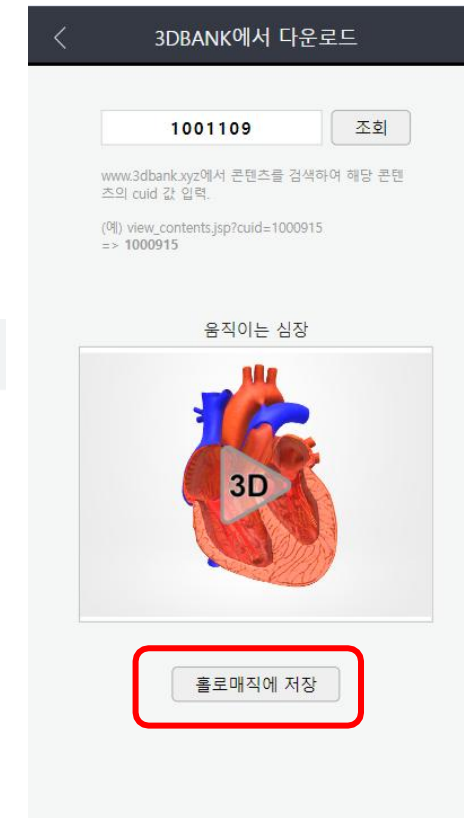 3DBANK에서 다운로드
1001109 조회
www.3dbank.xyz에서 콘텐츠를 검색하여 해당 콘텐
츠의 cuid 값 입력.
(예) view_contents.jsp?cuid=1000915
=> 1000915
움직이는 심장
3D
홀로매직에 저장